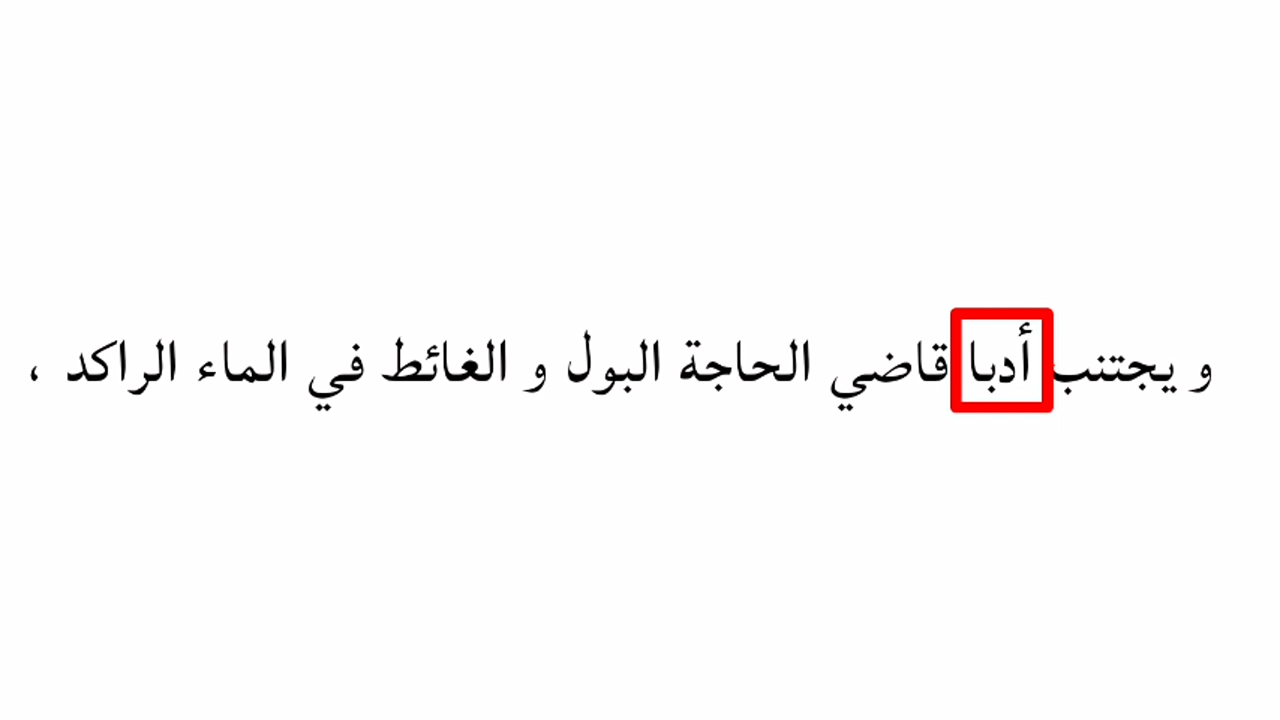 و يجتنب أدبا قاضي الحاجة البول و الغائط في الماء الراكد ،